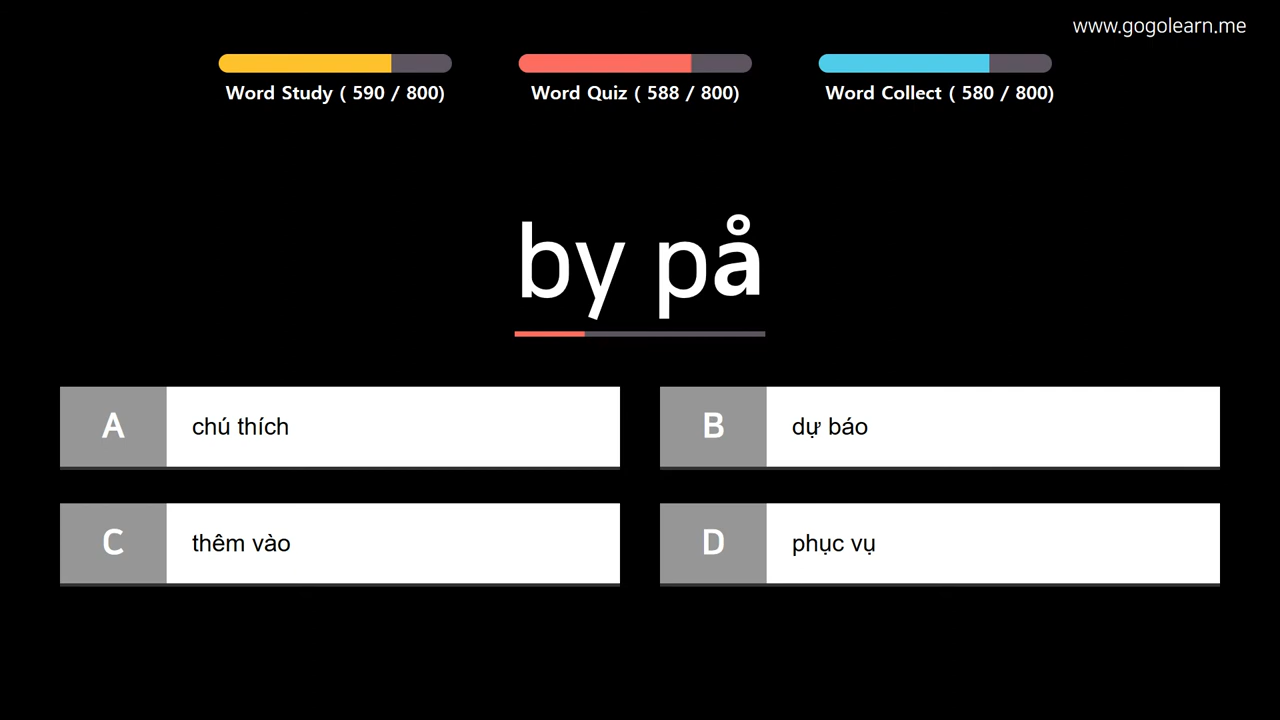 www.gogolearn.me
Word Study ( 590 / 800)
Word Quiz ( 588 / 800)
Word Collect ( 580 / 800)
by på
A
chú thích
B
dự báo
C
thêm vào
D
phục vụ